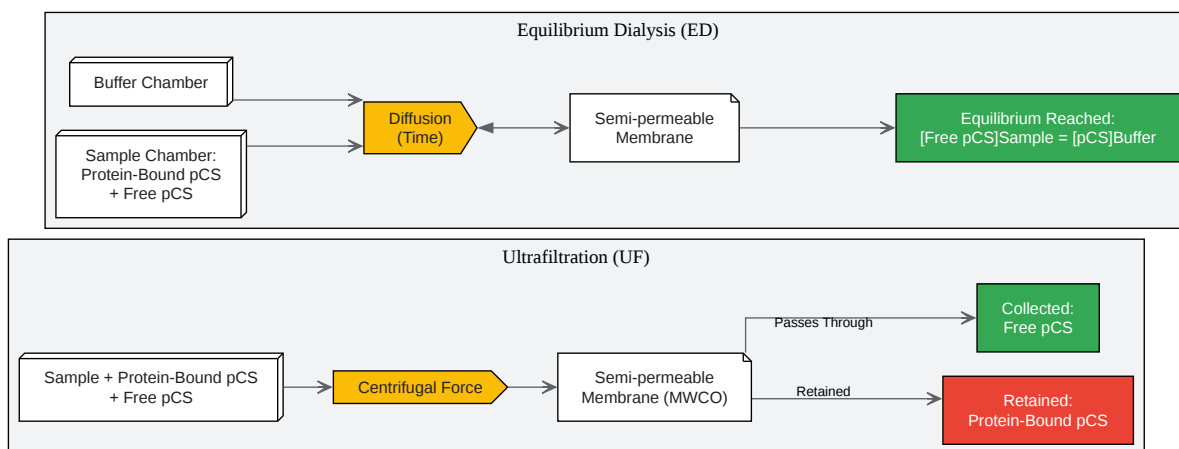 Equilibrium Dialysis (ED)
Buffer Chamber
Sample Chamber:
Protein-Bound pCS
+ Free pCS
Diffusion
(Time)
Semi-permeable
Membrane
Equilibrium Reached:
[Free pCS]Sample = [pCS]Buffer
Ultrafiltration (UF)
Sample + Protein-Bound pCS
+ Free pCS
Centrifugal Force
Semi-permeable
Membrane (MWCO)
Passes Through
Collected:
Free pCS
Retained
Retained:
Protein-Bound pCS